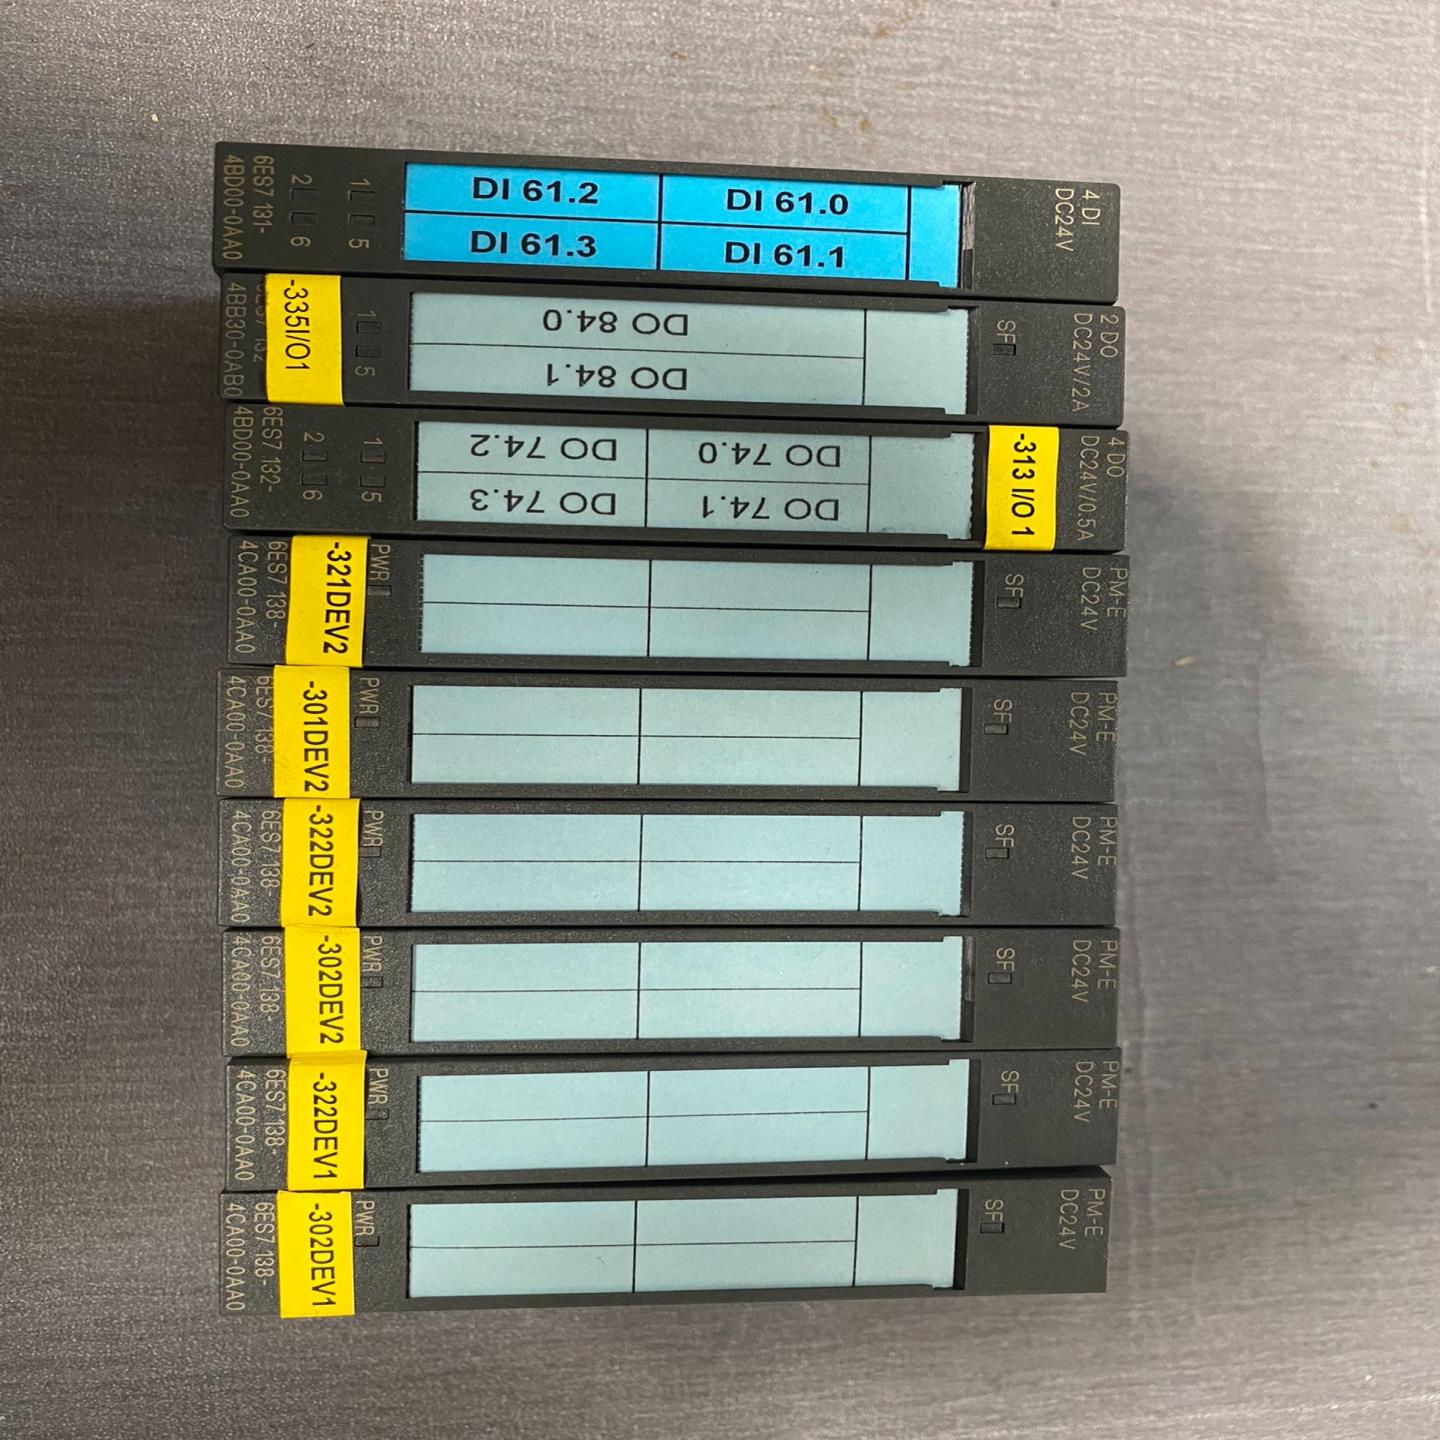 4 DI
DC24V
DI 61.0
DI 61.1
DI 61.2
DI 61.3
1
5
2
6
6ES7 131-
4BD00-0AA0
2 DO
DC24V/2A
SF
DO 84.0
DO 84.1
1
5
-335I/O1
6ES7 132
4BB30-0AB0
4 DO
DC24V/0.5A
-313 I/O 1
DO 74.0
DO 74.1
DO 74.2
DO 74.3
1
5
2
6
6ES7 132-
4BD00-0AA0
PM-E
DC24V
SF
PWR
-321DEV2
6ES7 138-
4CA00-0AA0
PM-E
DC24V
SF
PWR
-301DEV2
6ES7 138-
4CA00-0AA0
PM-E
DC24V
SF
PWR
-322DEV2
6ES7 138-
4CA00-0AA0
PM-E
DC24V
SF
PWR
-302DEV2
6ES7 138-
4CA00-0AA0
PM-E
DC24V
SF
PWR
-322DEV1
6ES7 138-
4CA00-0AA0
PM-E
DC24V
SF
PWR
-302DEV1
6ES7 138-
4CA00-0AA0